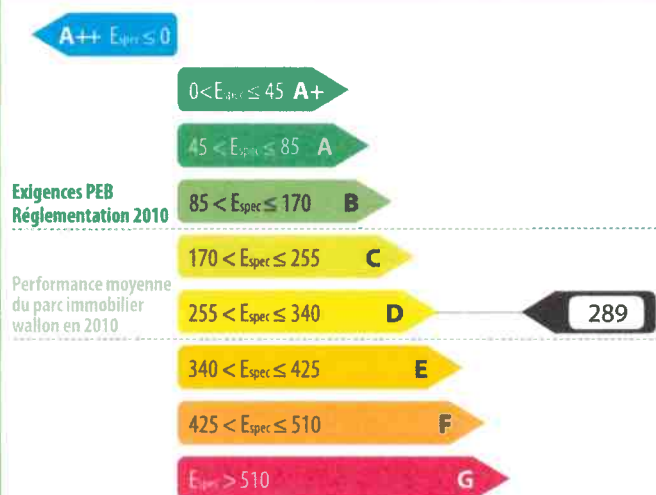 A++ Espec ≤ 0
0 < Espec ≤ 45 A+
45 < Espec ≤ 85 A
Exigences PEB
Réglementation 2010
85 < Espec ≤ 170 B
170 < Espec ≤ 255 C
Performance moyenne
du parc immobilier
wallon en 2010
255 < Espec ≤ 340 D
289
340 < Espec ≤ 425 E
425 < Espec ≤ 510 F
Espec > 510 G